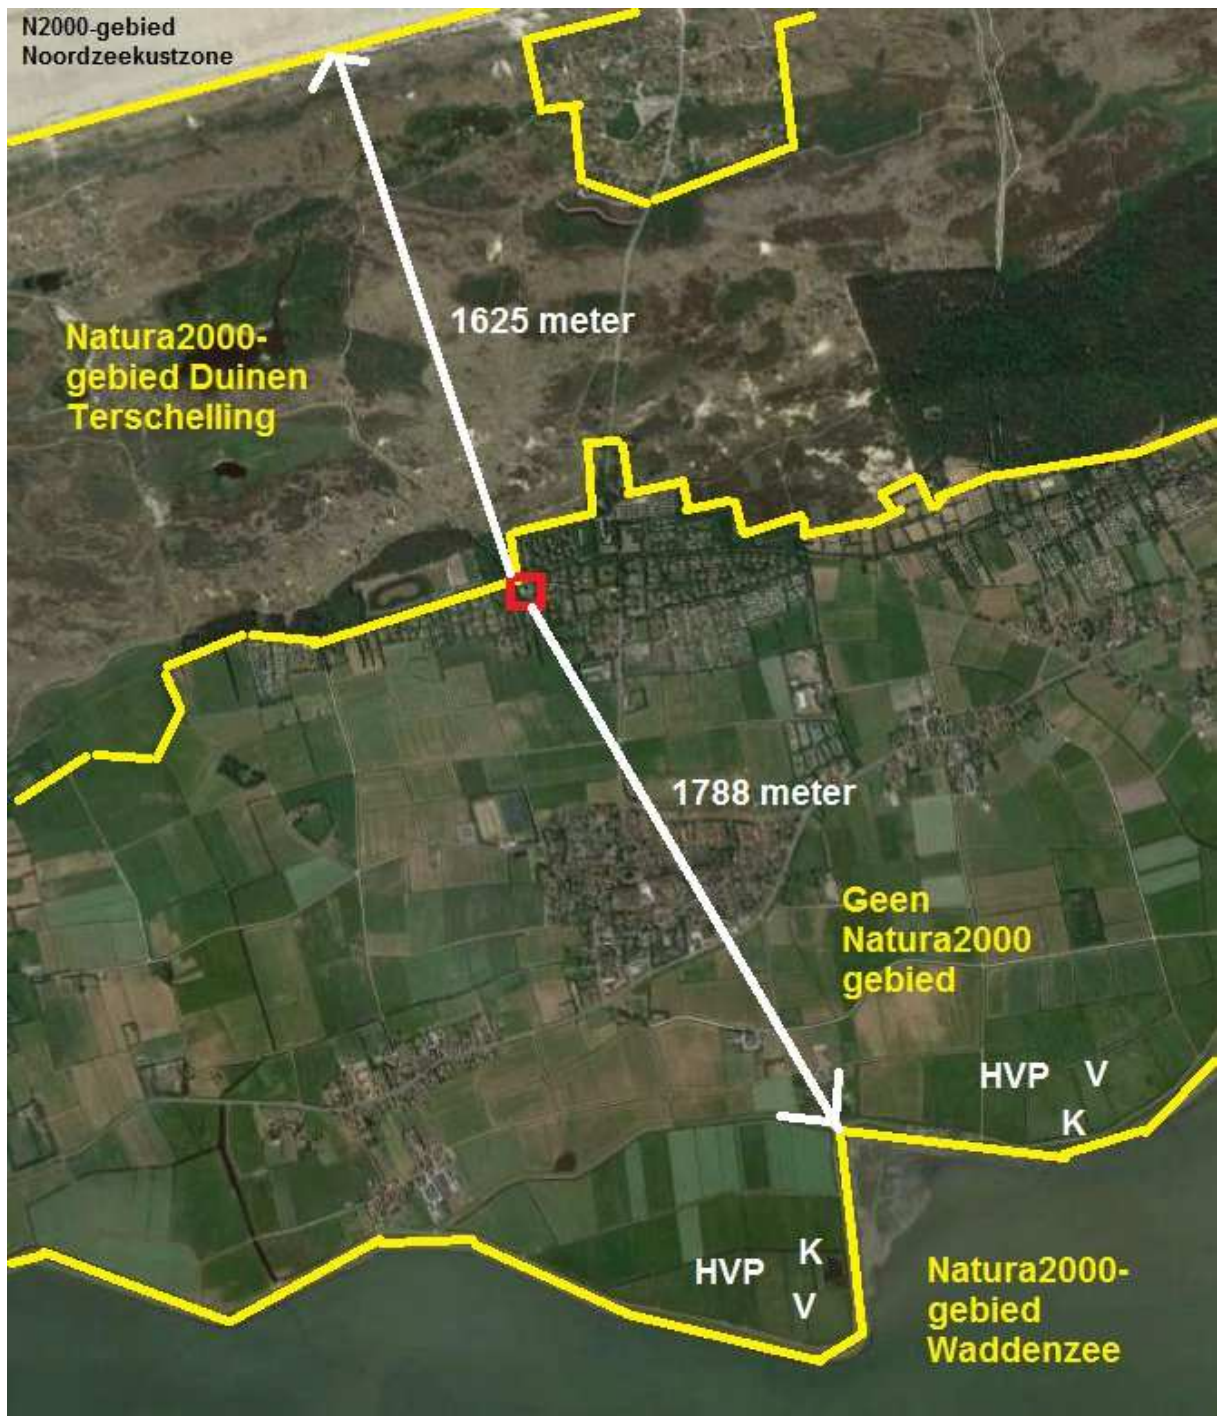 N2000-gebied
Noordzeekustzone
1625 meter
Natura2000-
gebied Duinen
Terschelling
1788 meter
Geen
Natura2000
gebied
HVP V
K
HVP K
V
Natura2000-
gebied
Waddenzee